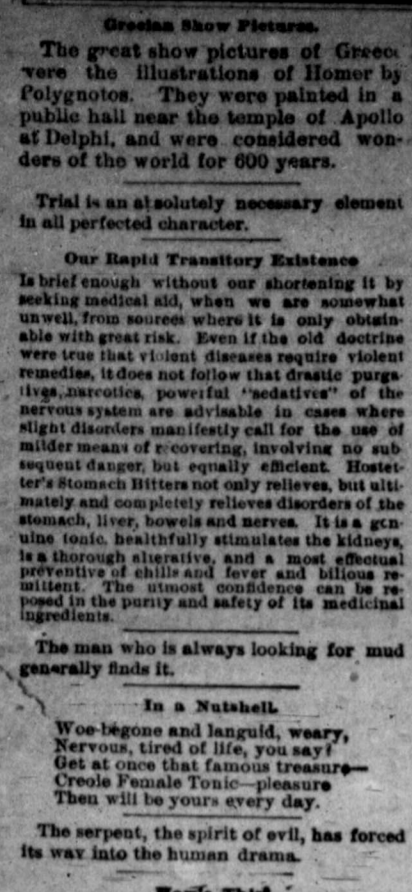 Grecian Show Pictures.
The great show pictures of Greece
were the illustrations of Homer by
Polygnotos. They were painted in a
public hall near the temple of Apollo
at Delphi, and were considered won-
ders of the world for 600 years.
Trial is an absolutely necessary element
in all perfected character.
Our Rapid Transitory Existence
Is brief enough without our shortening it by
seeking medical aid, when we are somewhat
unwell, from sources where it is only obtain-
able with great risk. Even if the old doctrine
were true that violent diseases require violent
remedies, it does not follow that drastic purga-
tives, narcotics, powerful "sedatives" of the
nervous system are advisable in cases where
slight disorders manifestly call for the use of
milder means of recovering, involving no sub
sequent danger, but equally efficient. Hostet-
ter's Stomach Bitters not only relieves, but ulti-
mately and completely relieves disorders of the
stomach, liver, bowels and nerves. It is a gen-
uine tonic, healthfully stimulates the kidneys,
is a thorough alterative, and a most effectual
preventive of chills and fever and bilious re-
mittent. The utmost confidence can be re-
posed in the purity and safety of its medicinal
ingredients.
The man who is always looking for mud
generally finds it.
In a Nutshell.
Woe-begone and languid, weary,
Nervous, tired of life, you say?
Get at once that famous treasure—
Creole Female Tonic—pleasure
Then will be yours every day.
The serpent, the spirit of evil, has forced
its way into the human drama.